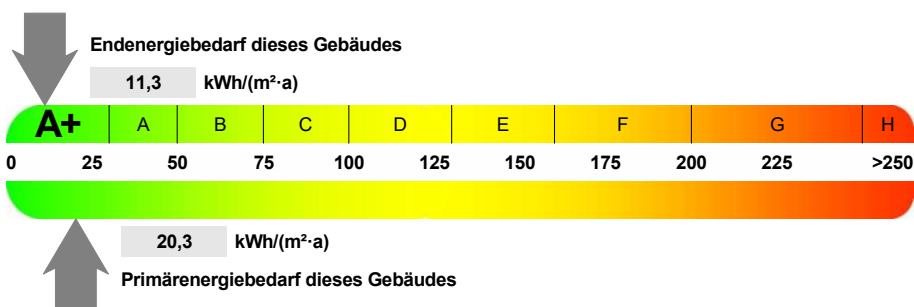 Endenergiebedarf dieses Gebäudes
11,3 kWh/(m²·a)
A+ A B C D E F G H
0 25 50 75 100 125 150 175 200 225 >250
20,3 kWh/(m²·a)
Primärenergiebedarf dieses Gebäudes